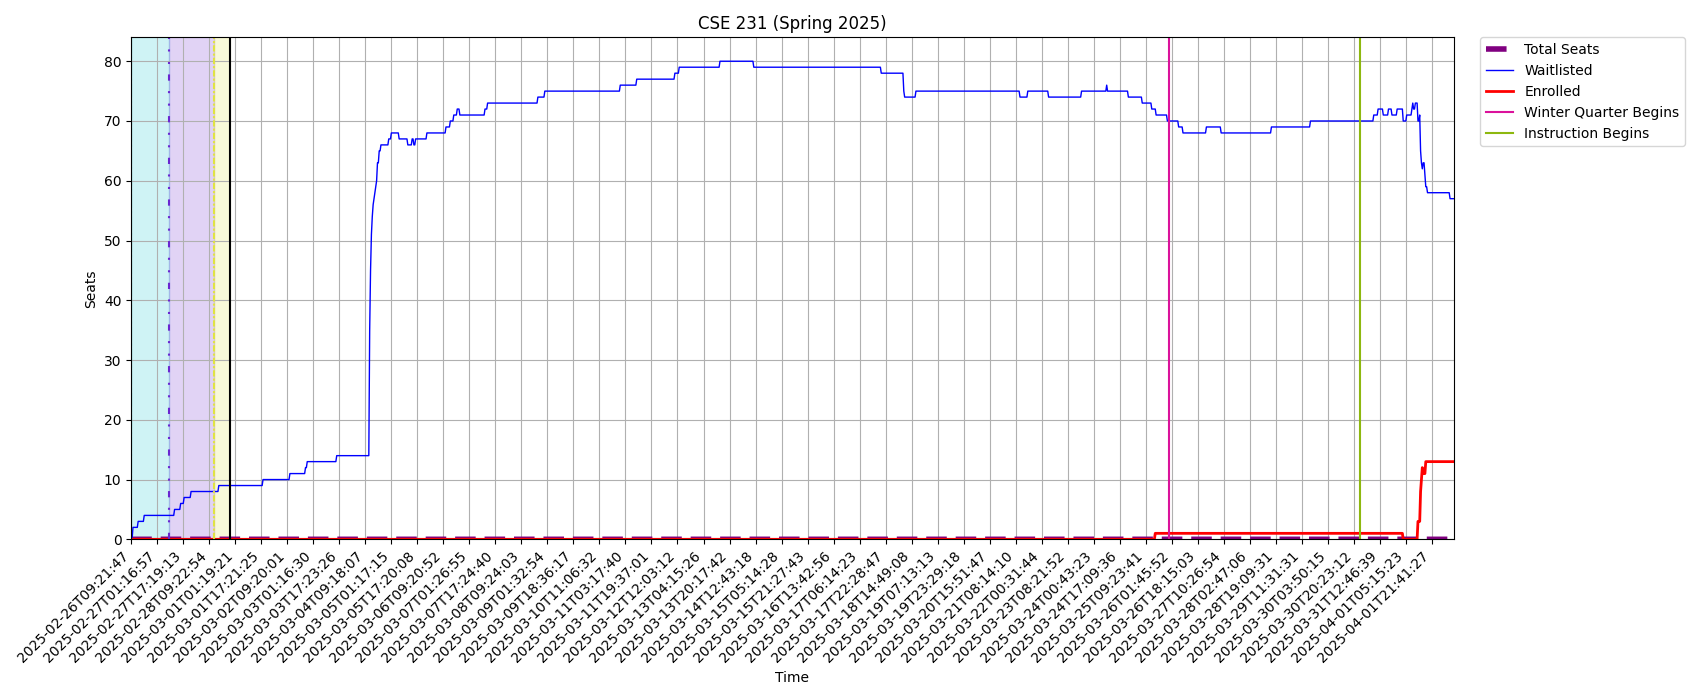 CSE 231 (Spring 2025)
Total Seats
Waitlisted
Enrolled
Winter Quarter Begins
Instruction Begins
Seats
80
70
60
50
40
30
20
10
0
2025-02-26T09:21:47
2025-02-27T01:16:57
2025-02-27T17:19:13
2025-02-28T09:22:54
2025-03-01T01:19:21
2025-03-01T17:21:25
2025-03-02T09:20:01
2025-03-03T01:16:30
2025-03-03T17:23:26
2025-03-04T09:18:07
2025-03-05T01:17:15
2025-03-05T17:20:08
2025-03-06T09:20:52
2025-03-07T01:26:55
2025-03-07T17:24:40
2025-03-08T09:24:03
2025-03-09T01:32:54
2025-03-09T18:36:17
2025-03-10T11:06:32
2025-03-11T03:17:40
2025-03-11T19:37:01
2025-03-12T12:03:12
2025-03-13T04:15:26
2025-03-13T20:17:42
2025-03-14T12:43:18
2025-03-15T05:14:28
2025-03-15T21:27:43
2025-03-16T13:42:56
2025-03-17T06:14:23
2025-03-17T22:28:47
2025-03-18T14:49:08
2025-03-19T07:13:13
2025-03-19T23:29:18
2025-03-20T15:51:47
2025-03-21T08:14:10
2025-03-22T00:31:44
2025-03-23T08:21:52
2025-03-24T00:43:23
2025-03-24T17:09:36
2025-03-25T09:23:41
2025-03-26T01:45:52
2025-03-26T18:15:03
2025-03-27T10:26:54
2025-03-28T02:47:06
2025-03-28T19:09:31
2025-03-29T11:31:31
2025-03-30T03:50:15
2025-03-30T20:23:12
2025-03-31T12:46:39
2025-04-01T05:15:23
2025-04-01T21:41:27
Time